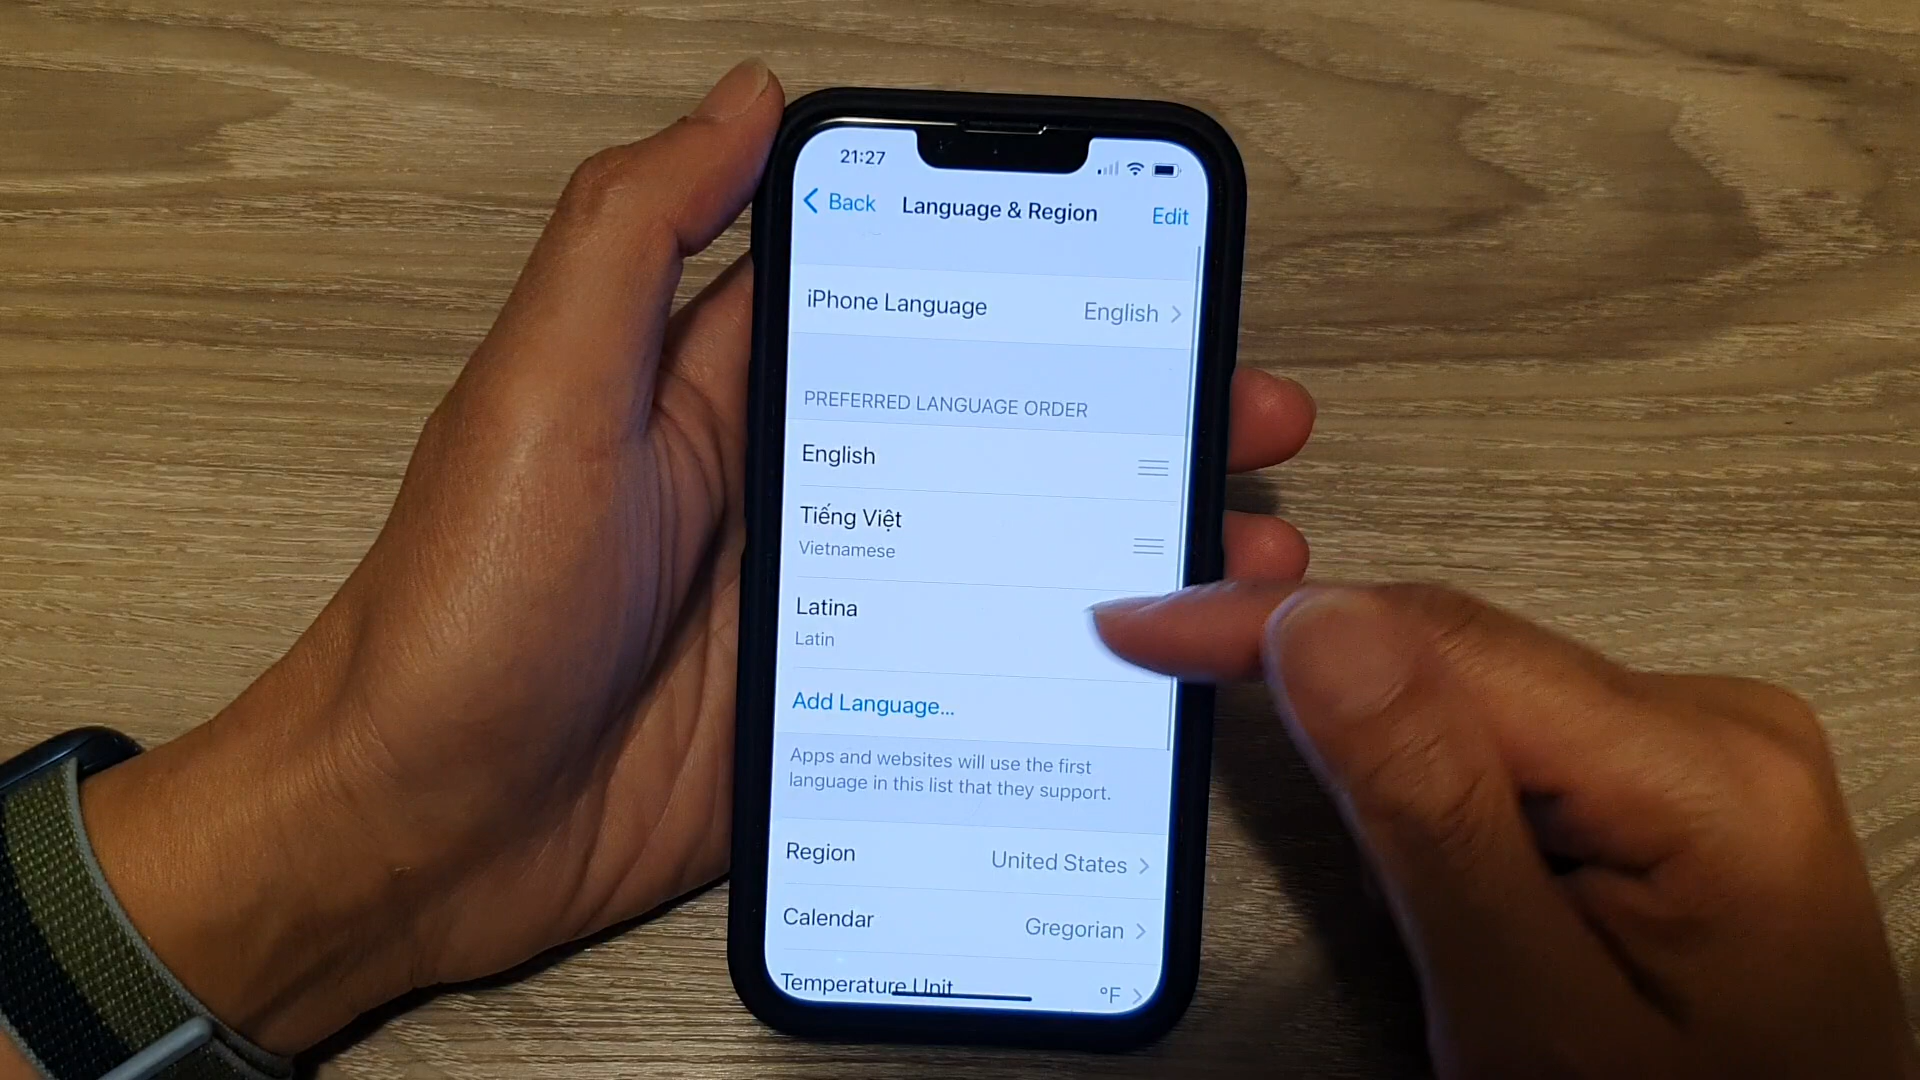 21:27
Back
Language & Region
Edit
iPhone Language
English
PREFERRED LANGUAGE ORDER
English
Tiếng Việt
Vietnamese
Latina
Latin
Add Language...
Apps and websites will use the first
language in this list that they support.
Region
United States
Calendar
Gregorian
Temperature Unit
°F